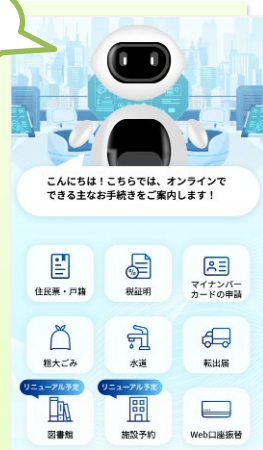 こんにちは！こちらでは、オンラインで
できる主なお手続きをご案内します！
住民票・戸籍
税証明
マイナンバー
カードの申請
粗大ごみ
水道
転出届
リニューアル予定
リニューアル予定
図書館
施設予約
Web口座振替